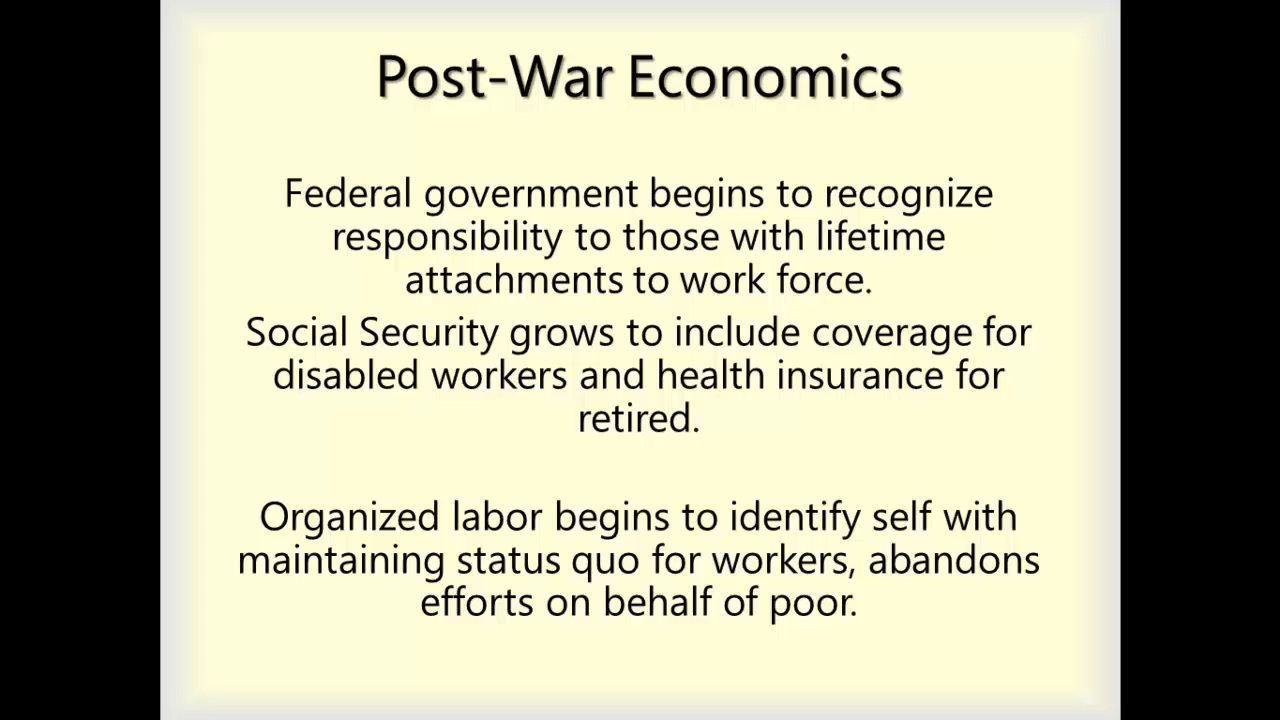 Post-War Economics
Federal government begins to recognize
responsibility to those with lifetime
attachments to work force.
Social Security grows to include coverage for
disabled workers and health insurance for
retired.
Organized labor begins to identify self with
maintaining status quo for workers, abandons
efforts on behalf of poor.